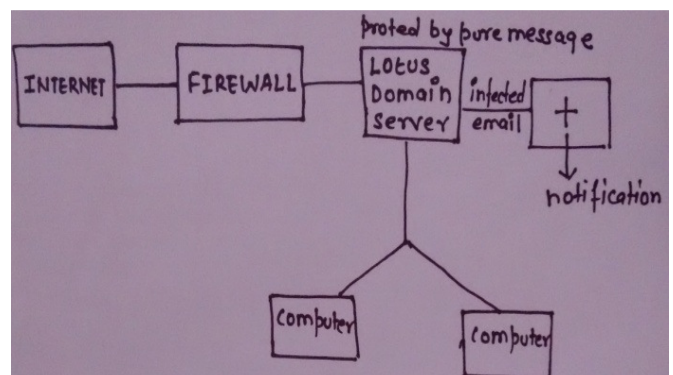 proted by pure message
INTERNET
FIREWALL
LOTUS
Domain
Server
infected
email
+
notification
Computer
Computer